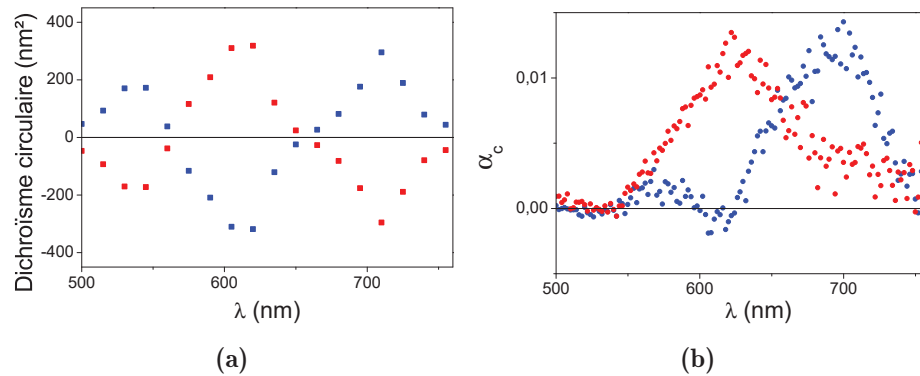 Dichroïsme circulaire (nm²)
400
200
0
-200
-400
500
600
700
λ (nm)
(a)
α_c
0,01
0,00
500
600
700
λ (nm)
(b)